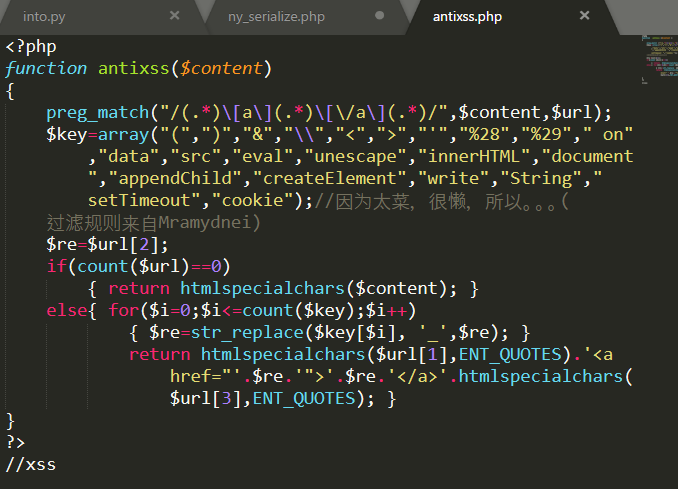 into.py × ny_serialize.php antixss.php ×
<?php
function antixss($content)
{
preg_match("/(.*)\[a\](.*)\[\/a\](.*)/",$content,$url);
$key=array("(",")","&","\\","<",">","'","%28","%29"," on"
,"data","src","eval","unescape","innerHTML","document
","appendChild","createElement","write","String","
setTimeout","cookie");//因为太菜，很懒，所以。。。(
过滤规则来自Mramydnei)
$re=$url[2];
if(count($url)==0)
{ return htmlspecialchars($content); }
else{ for($i=0;$i<=count($key);$i++)
{ $re=str_replace($key[$i], '_',$re); }
return htmlspecialchars($url[1],ENT_QUOTES).'<a
href="'.$re.'">'.$re.'</a>'.htmlspecialchars(
$url[3],ENT_QUOTES); }
}
?>
//xss